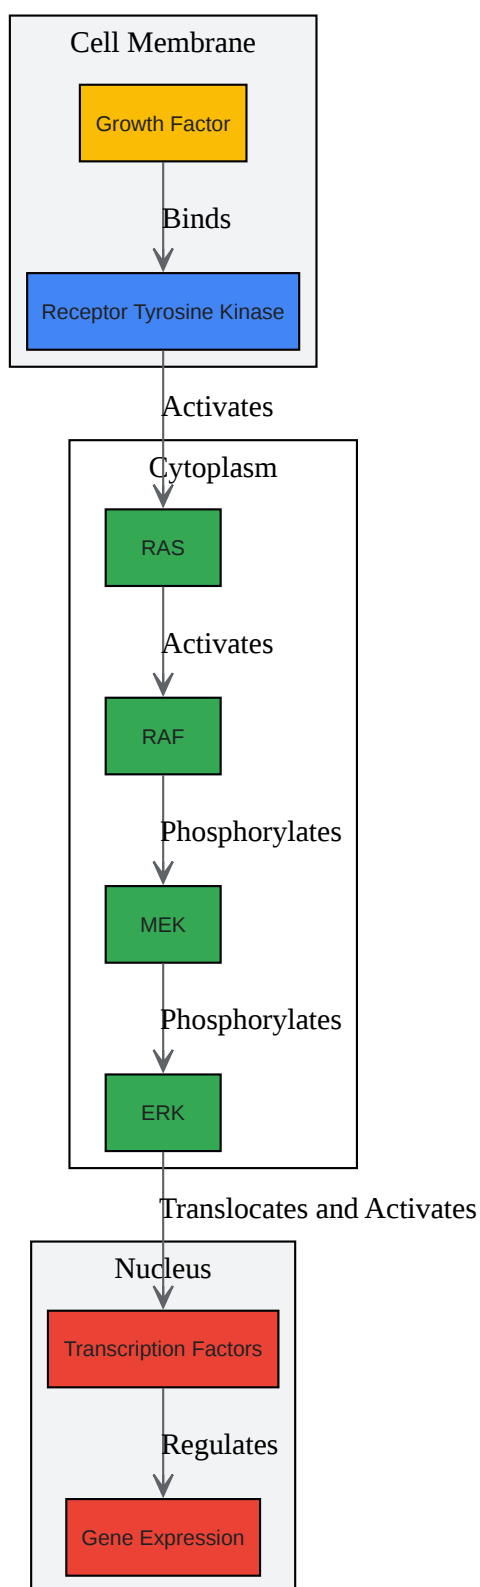 Cell Membrane
Growth Factor
Binds
Receptor Tyrosine Kinase
Activates
Cytoplasm
RAS
Activates
RAF
Phosphorylates
MEK
Phosphorylates
ERK
Translocates and Activates
Nucleus
Transcription Factors
Regulates
Gene Expression